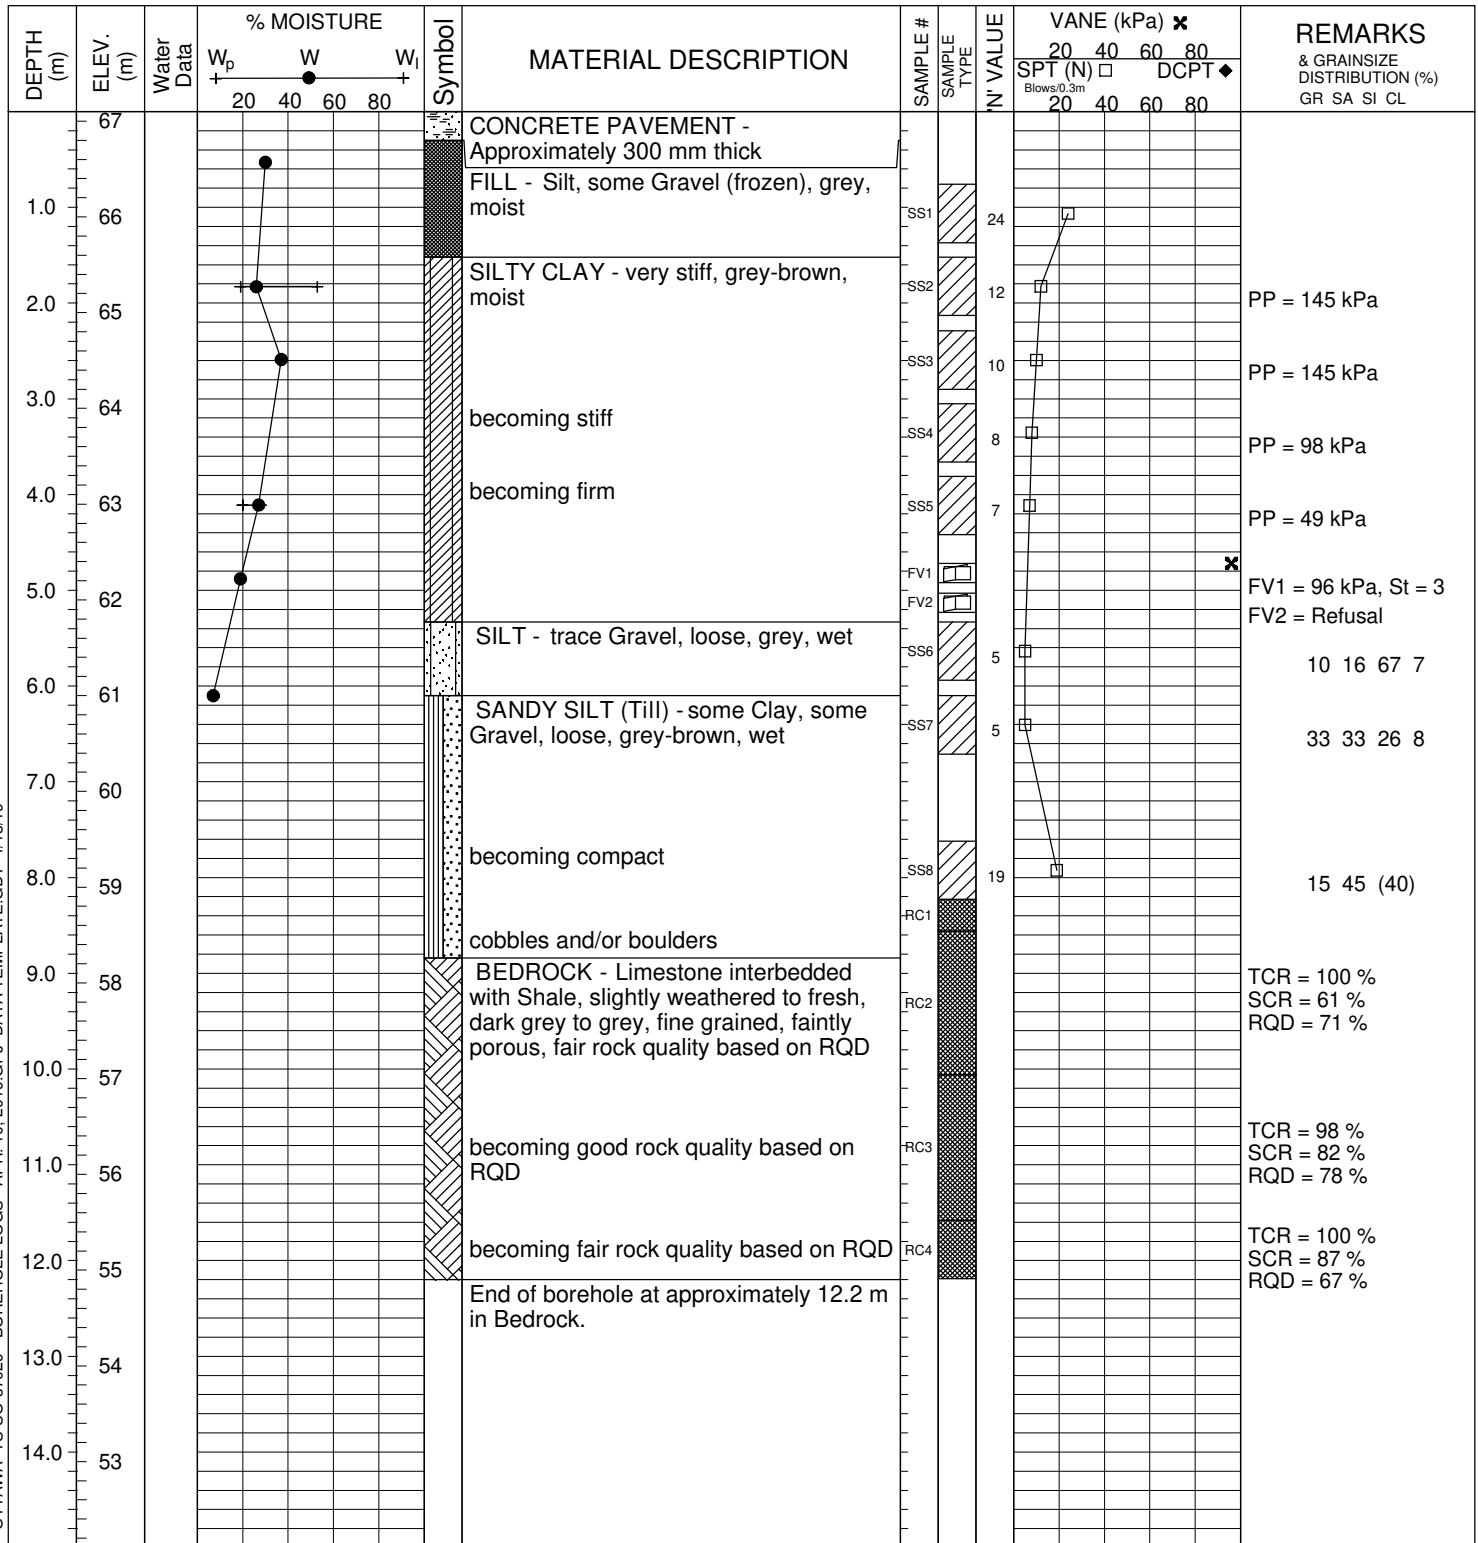 DEPTH (m)
ELEV. (m)
Water Data
% MOISTURE
Wp W Wl
20 40 60 80
Symbol
MATERIAL DESCRIPTION
SAMPLE #
SAMPLE TYPE
'N' VALUE
VANE (kPa) ✖
20 40 60 80
SPT (N) □ DCPT ◆
Blows/0.3m
20 40 60 80
REMARKS
& GRAINSIZE
DISTRIBUTION (%)
GR SA SI CL
67
CONCRETE PAVEMENT -
Approximately 300 mm thick
FILL - Silt, some Gravel (frozen), grey,
moist
1.0 66 SS1 24
SILTY CLAY - very stiff, grey-brown,
moist
SS2 12
2.0 65 PP = 145 kPa
SS3 10
PP = 145 kPa
3.0 64
becoming stiff
SS4 8
PP = 98 kPa
becoming firm
4.0 63 SS5 7
PP = 49 kPa
FV1
5.0 62 FV1 = 96 kPa, St = 3
FV2
FV2 = Refusal
SILT - trace Gravel, loose, grey, wet
SS6 5
10 16 67 7
6.0 61
SANDY SILT (Till) - some Clay, some
Gravel, loose, grey-brown, wet
SS7 5
33 33 26 8
7.0 60
becoming compact
8.0 59 SS8 19
15 45 (40)
RC1
cobbles and/or boulders
9.0 58
BEDROCK - Limestone interbedded
with Shale, slightly weathered to fresh,
dark grey to grey, fine grained, faintly
porous, fair rock quality based on RQD
RC2
TCR = 100 %
SCR = 61 %
RQD = 71 %
10.0 57
becoming good rock quality based on
RQD
RC3
TCR = 98 %
SCR = 82 %
RQD = 78 %
11.0 56
becoming fair rock quality based on RQD
RC4
TCR = 100 %
SCR = 87 %
RQD = 67 %
12.0 55
End of borehole at approximately 12.2 m
in Bedrock.
13.0 54
14.0 53